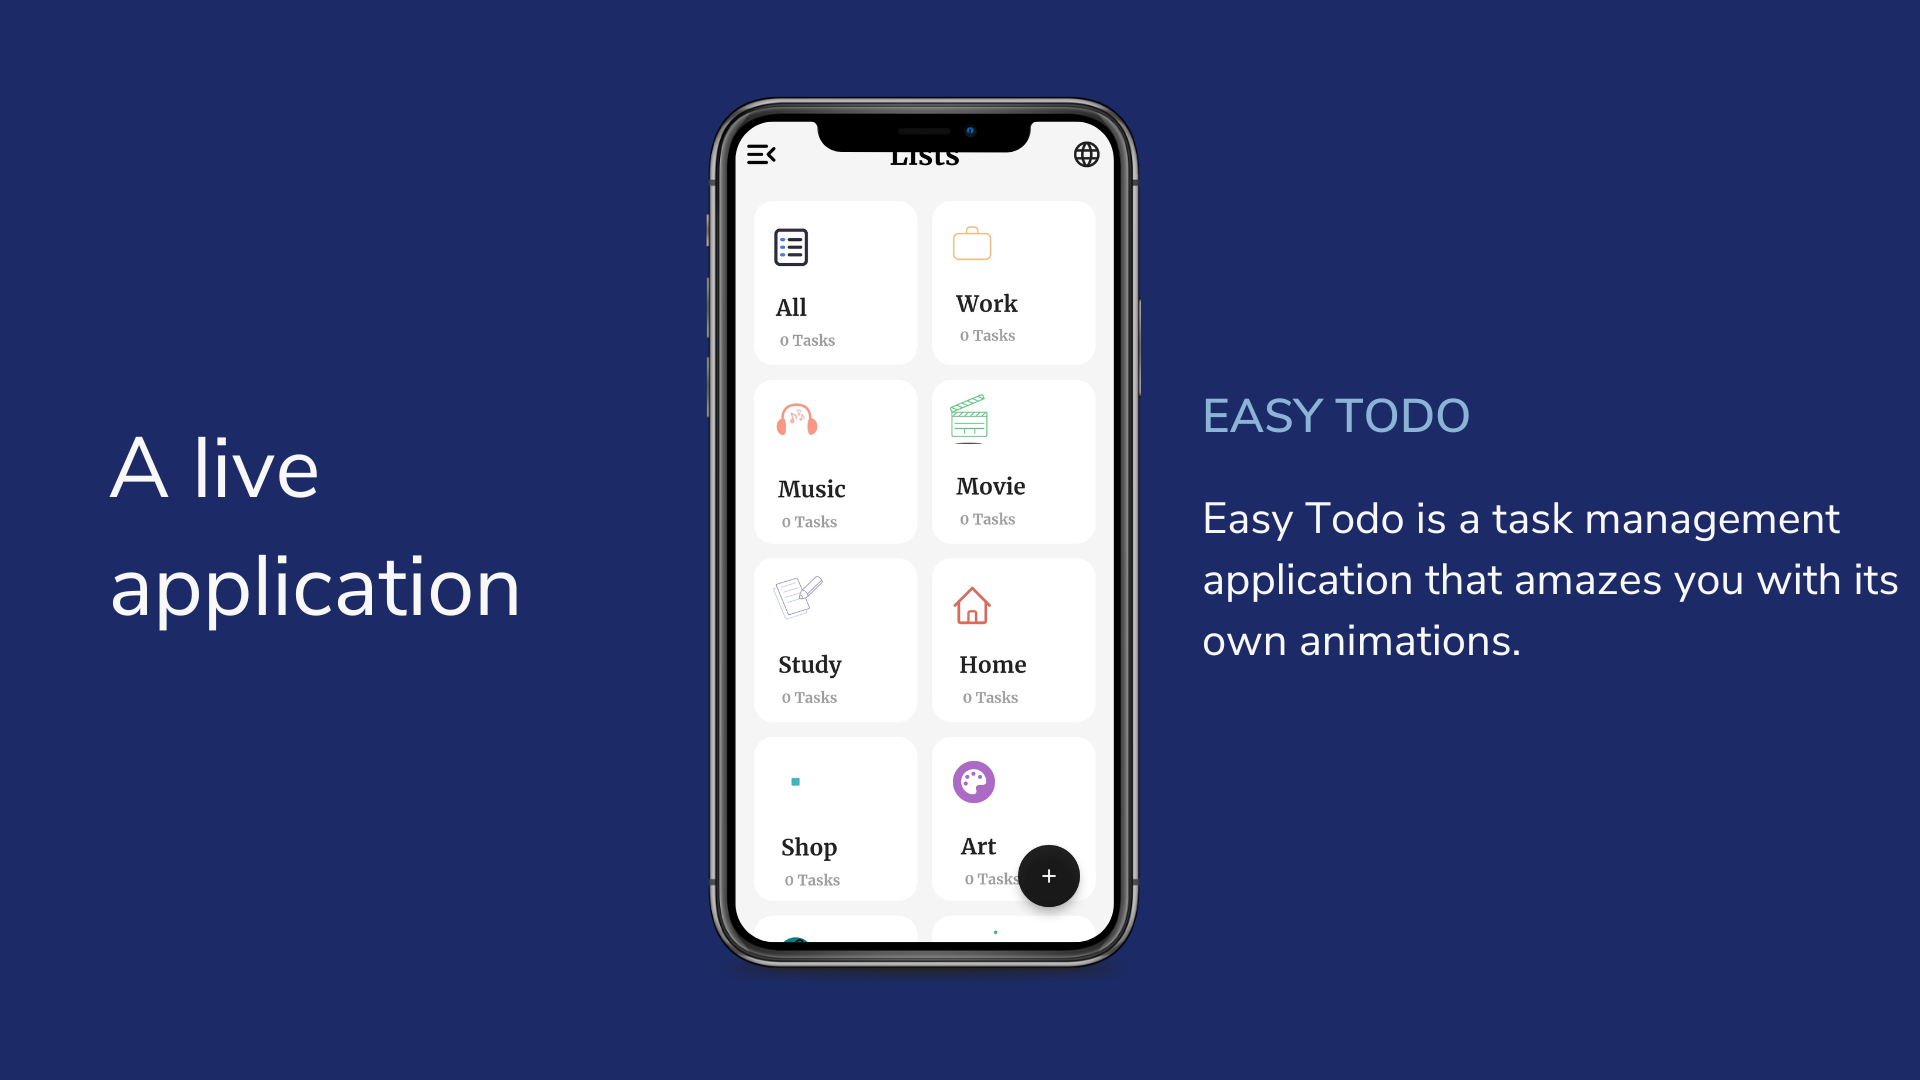 A live
application
Lists
All
0 Tasks
Work
0 Tasks
Music
0 Tasks
Movie
0 Tasks
Study
0 Tasks
Home
0 Tasks
Shop
0 Tasks
Art
0 Tasks
+
EASY TODO
Easy Todo is a task management
application that amazes you with its
own animations.